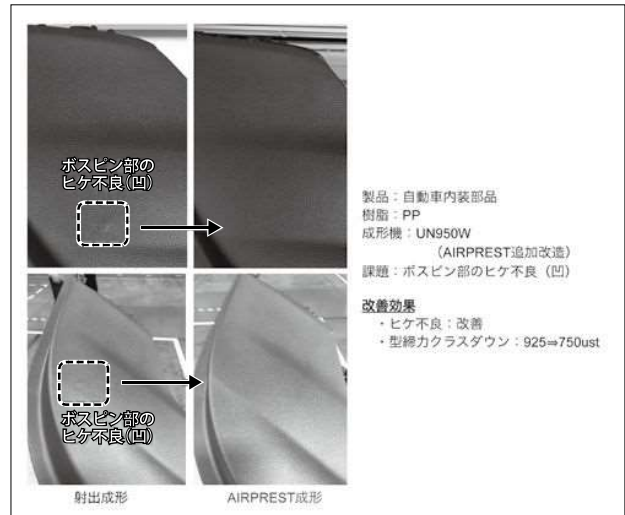 ボスピン部の
ヒケ不良(凹)
ボスピン部の
ヒケ不良(凹)
射出成形
AIRPREST成形
製品:自動車内装部品
樹脂:PP
成形機:UN950W
(AIRPREST追加改造)
課題:ボスピン部のヒケ不良(凹)
改善効果
・ヒケ不良:改善
・型締力クラスダウン:925⇒750ust